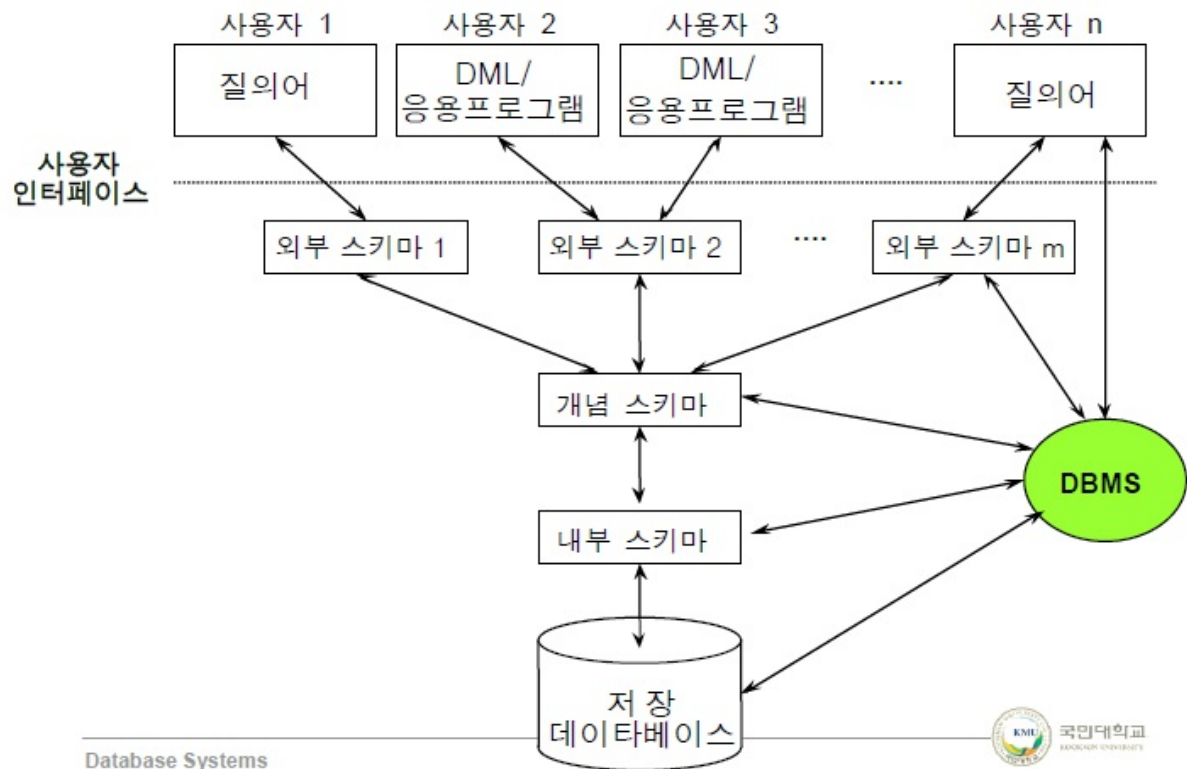 사용자 1
사용자 2
사용자 3
사용자 n
질의어
DML/
응용프로그램
DML/
응용프로그램
....
질의어
사용자
인터페이스
외부 스키마 1
외부 스키마 2
....
외부 스키마 m
개념 스키마
DBMS
내부 스키마
저 장
데이타베이스
Database Systems
KMU
국민대학교
KOOKMIN UNIVERSITY